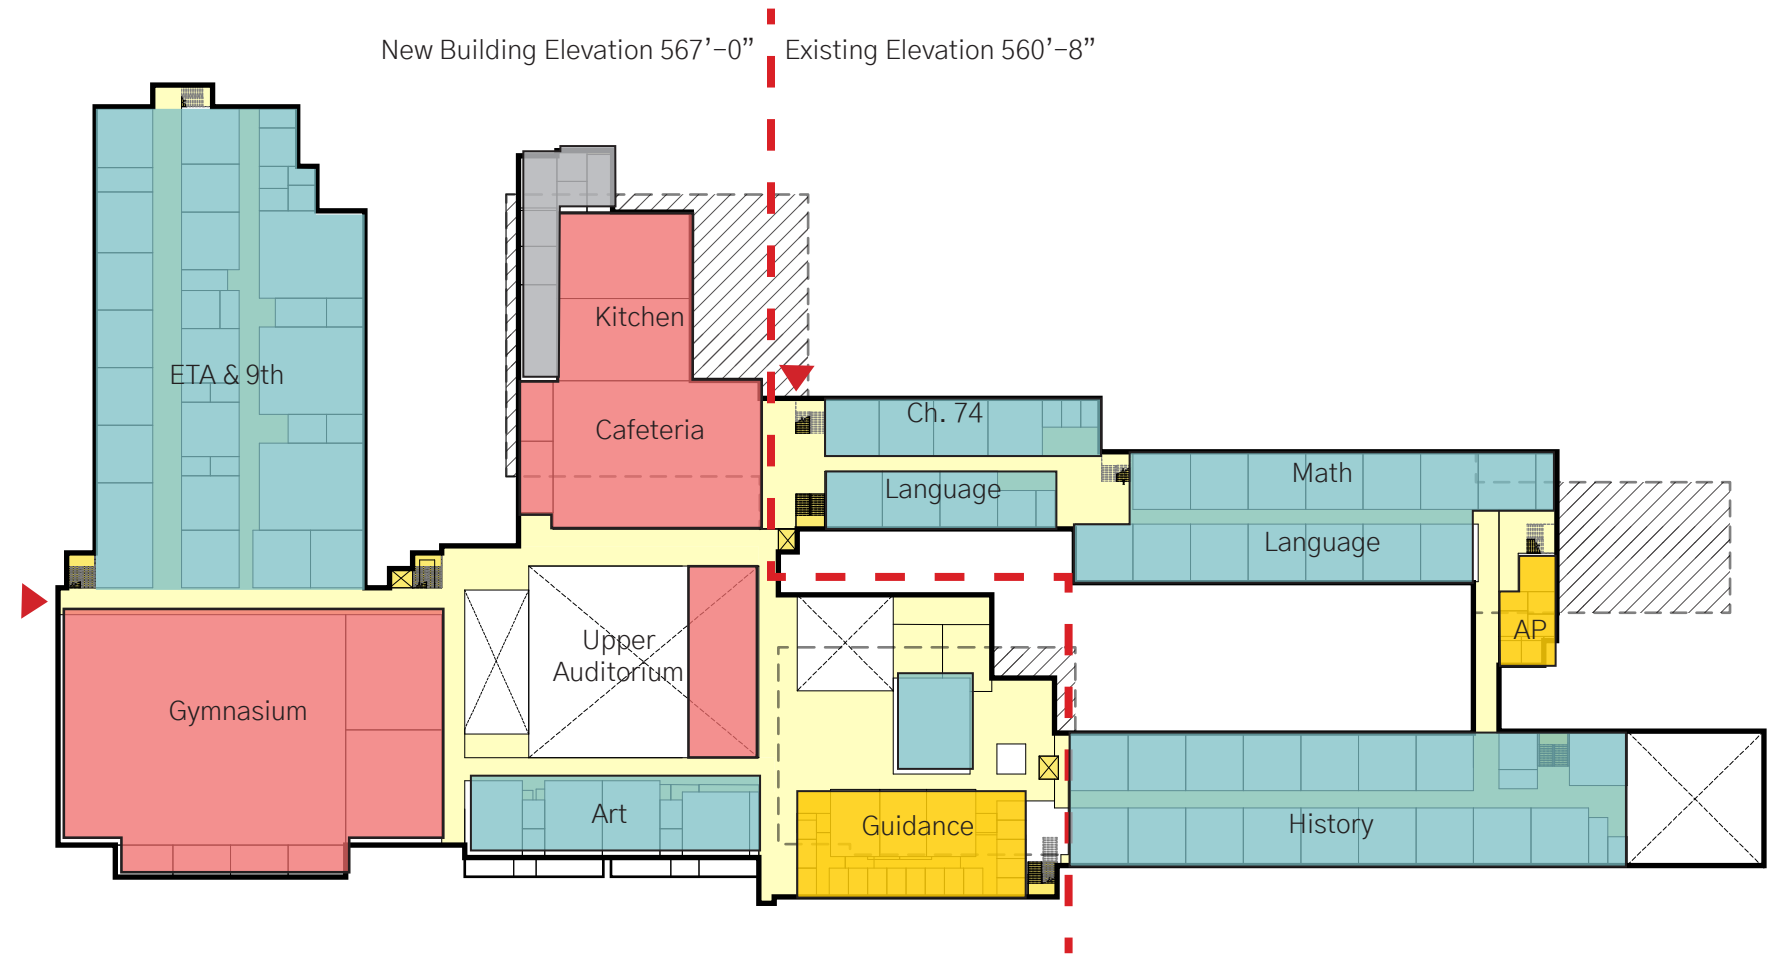 New Building Elevation 567’-0”
Existing Elevation 560’-8”
Kitchen
ETA & 9th
Ch. 74
Cafeteria
Math
Language
Language
Upper
Auditorium
AP
Gymnasium
Art
Guidance
History